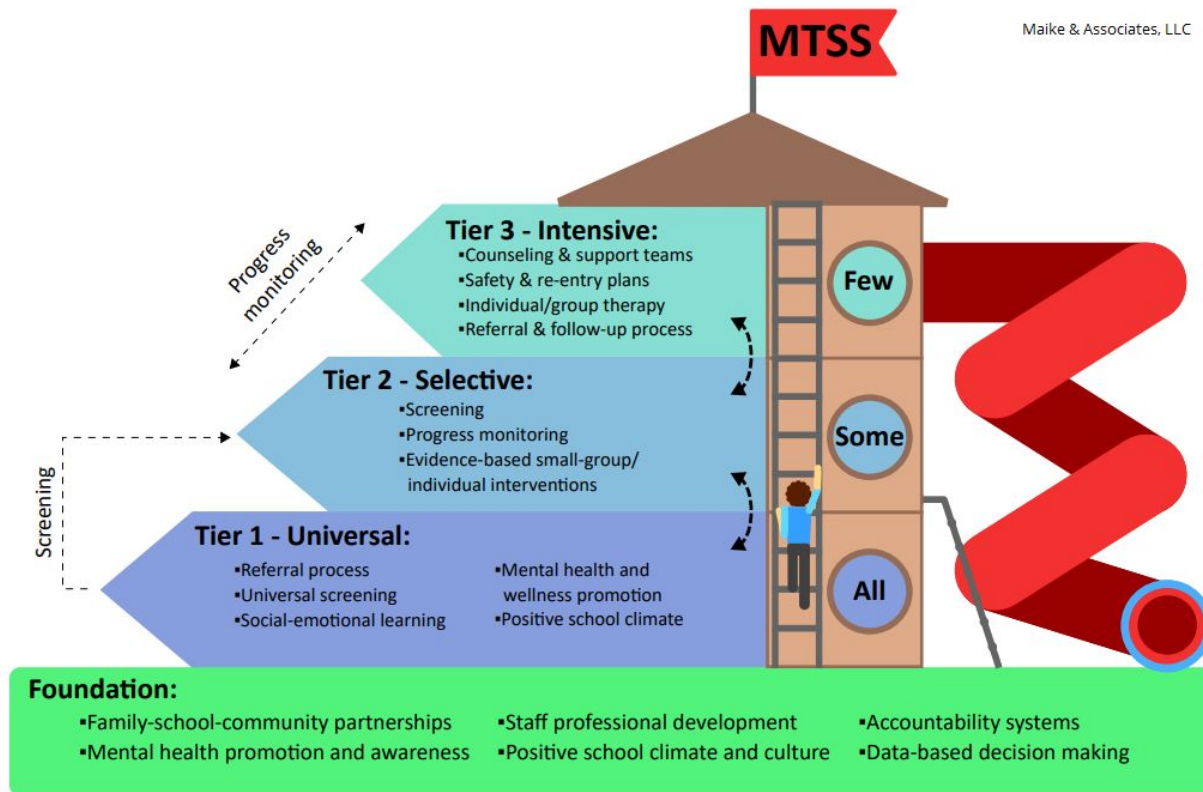 MTSS
Maike & Associates, LLC
Progress
monitoring
Tier 3 - Intensive:
▪Counseling & support teams
▪Safety & re-entry plans
▪Individual/group therapy
▪Referral & follow-up process
Few
Tier 2 - Selective:
▪Screening
▪Progress monitoring
▪Evidence-based small-group/
individual interventions
Some
Screening
Tier 1 - Universal:
▪Referral process
▪Universal screening
▪Social-emotional learning
▪Mental health and
wellness promotion
▪Positive school climate
All
Foundation:
▪Family-school-community partnerships
▪Mental health promotion and awareness
▪Staff professional development
▪Positive school climate and culture
▪Accountability systems
▪Data-based decision making